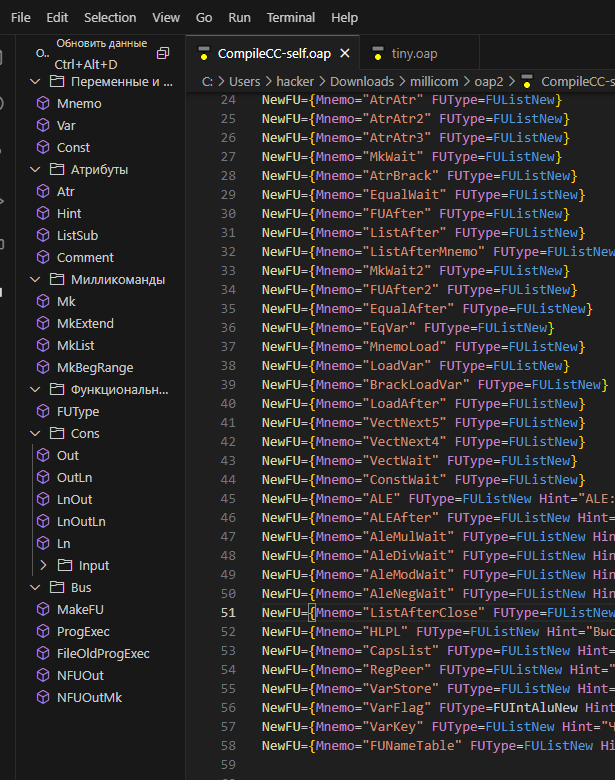 File Edit Selection View Go Run Terminal Help
Обновить данные
О..
Ctrl+Alt+D
Переменные и ...
Mnemo
Var
Const
Атрибуты
Atr
Hint
ListSub
Comment
Милликоманды
Mk
MkExtend
MkList
MkBegRange
Функциональн...
FUType
Cons
Out
OutLn
LnOut
LnOutLn
Ln
Input
Bus
MakeFU
ProgExec
FileOldProgExec
NFUOut
NFUOutMk
CompileCC-self.oap
tiny.oap
C: > Users > hacker > Downloads > millicom > oap2 > CompileCC-s
24 NewFU={Mnemo="AtrAtr" FUType=FUListNew}
25 NewFU={Mnemo="AtrAtr2" FUType=FUListNew}
26 NewFU={Mnemo="AtrAtr3" FUType=FUListNew}
27 NewFU={Mnemo="MkWait" FUType=FUListNew}
28 NewFU={Mnemo="AtrBrack" FUType=FUListNew}
29 NewFU={Mnemo="EqualWait" FUType=FUListNew}
30 NewFU={Mnemo="FUAfter" FUType=FUListNew}
31 NewFU={Mnemo="ListAfter" FUType=FUListNew}
32 NewFU={Mnemo="ListAfterMnemo" FUType=FUListNew
33 NewFU={Mnemo="MkWait2" FUType=FUListNew}
34 NewFU={Mnemo="FUAfter2" FUType=FUListNew}
35 NewFU={Mnemo="EqualAfter" FUType=FUListNew}
36 NewFU={Mnemo="EqVar" FUType=FUListNew}
37 NewFU={Mnemo="MnemoLoad" FUType=FUListNew}
38 NewFU={Mnemo="LoadVar" FUType=FUListNew}
39 NewFU={Mnemo="BrackLoadVar" FUType=FUListNew}
40 NewFU={Mnemo="LoadAfter" FUType=FUListNew}
41 NewFU={Mnemo="VectNext5" FUType=FUListNew}
42 NewFU={Mnemo="VectNext4" FUType=FUListNew}
43 NewFU={Mnemo="VectWait" FUType=FUListNew}
44 NewFU={Mnemo="ConstWait" FUType=FUListNew}
45 NewFU={Mnemo="ALE" FUType=FUListNew Hint="ALE:
46 NewFU={Mnemo="ALEAfter" FUType=FUListNew Hint=
47 NewFU={Mnemo="AleMulWait" FUType=FUListNew Hin
48 NewFU={Mnemo="AleDivWait" FUType=FUListNew Hin
49 NewFU={Mnemo="AleModWait" FUType=FUListNew Hin
50 NewFU={Mnemo="AleNegWait" FUType=FUListNew Hin
51 NewFU={Mnemo="ListAfterClose" FUType=FUListNew
52 NewFU={Mnemo="HLPL" FUType=FUListNew Hint="Выс
53 NewFU={Mnemo="CapsList" FUType=FUListNew Hint=
54 NewFU={Mnemo="RegPeer" FUType=FUListNew Hint="
55 NewFU={Mnemo="VarStore" FUType=FUListNew Hint=
56 NewFU={Mnemo="VarFlag" FUType=FUIntAluNew Hint
57 NewFU={Mnemo="VarKey" FUType=FUListNew Hint="Ч
58 NewFU={Mnemo="FUNameTable" FUType=FUListNew Hi
59